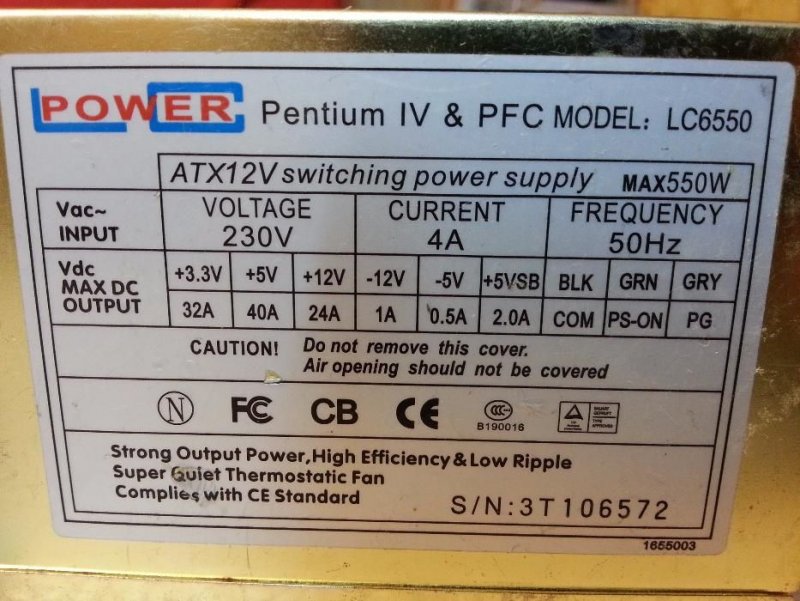 POWER Pentium IV & PFC MODEL: LC6550
ATX12V switching power supply MAX550W
Vac~ INPUT VOLTAGE 230V CURRENT 4A FREQUENCY 50Hz
Vdc MAX DC OUTPUT
+3.3V +5V +12V -12V -5V +5VSB BLK GRN GRY
32A 40A 24A 1A 0.5A 2.0A COM PS-ON PG
CAUTION! Do not remove this cover.
Air opening should not be covered
N FC CB CE CCC
B190016
Strong Output Power,High Efficiency & Low Ripple
Super Quiet Thermostatic Fan
Complies with CE Standard
S/N:3T106572
1655003